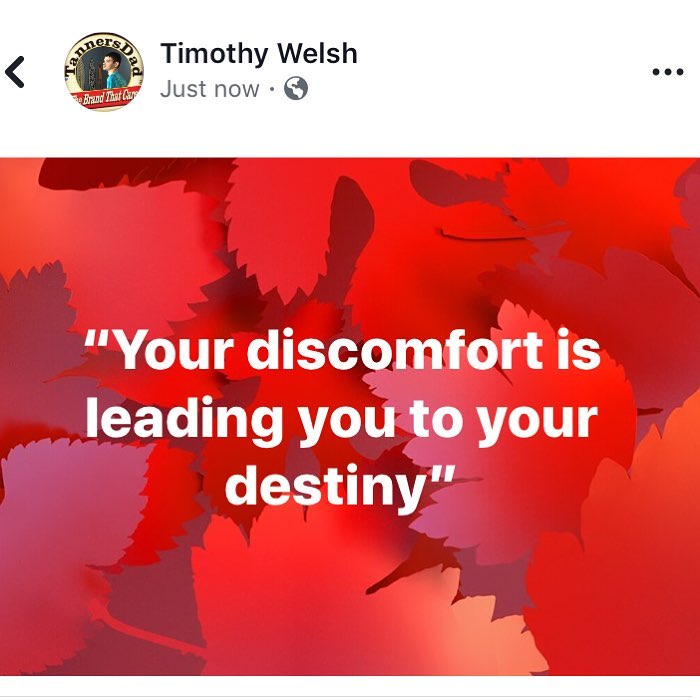 TannersDad
The Brand That Cares
Timothy Welsh
Just now ·
“Your discomfort is
leading you to your
destiny”